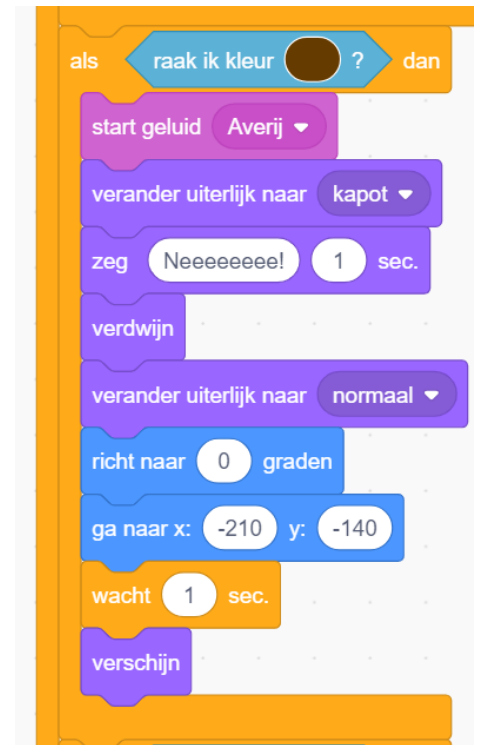 als raak ik kleur ? dan
start geluid Averij
verander uiterlijk naar kapot
zeg Neeeeeeee! 1 sec.
verdwijn
verander uiterlijk naar normaal
richt naar 0 graden
ga naar x: -210 y: -140
wacht 1 sec.
verschijn